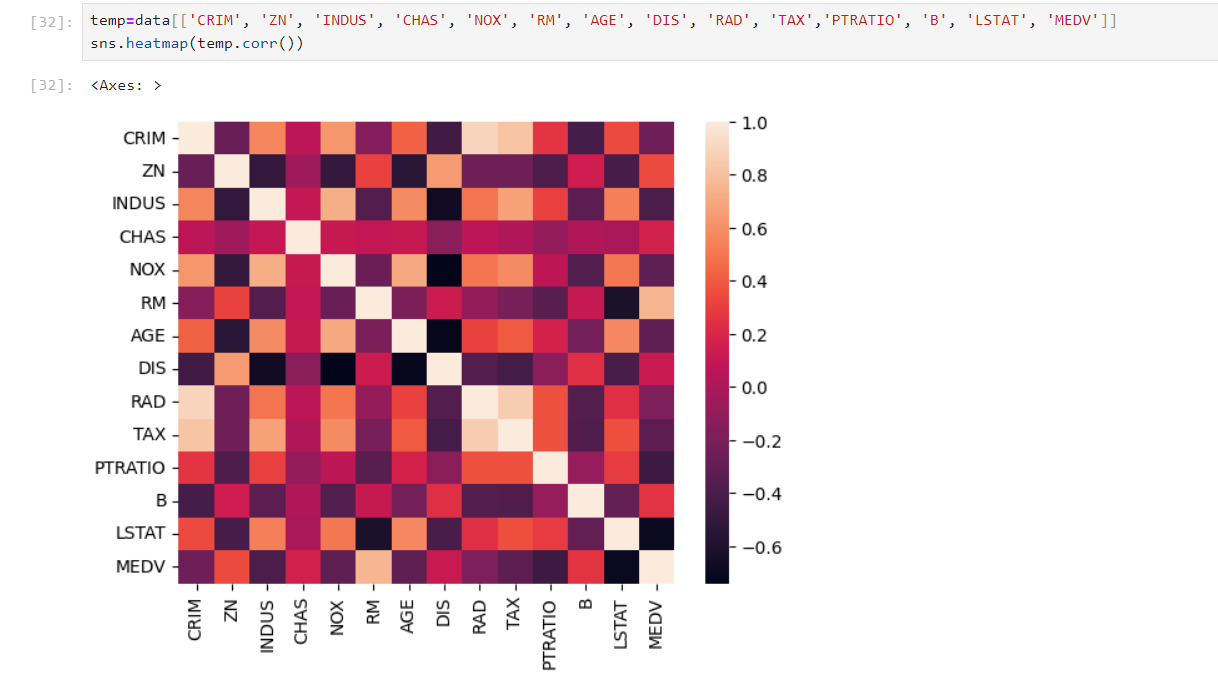 [32]: temp=data[['CRIM', 'ZN', 'INDUS', 'CHAS', 'NOX', 'RM', 'AGE', 'DIS', 'RAD', 'TAX','PTRATIO', 'B', 'LSTAT', 'MEDV']]
sns.heatmap(temp.corr())
[32]: <Axes: >
CRIM
ZN
INDUS
CHAS
NOX
RM
AGE
DIS
RAD
TAX
PTRATIO
B
LSTAT
MEDV
CRIM ZN INDUS CHAS NOX RM AGE DIS RAD TAX PTRATIO B LSTAT MEDV
1.0
0.8
0.6
0.4
0.2
0.0
−0.2
−0.4
−0.6